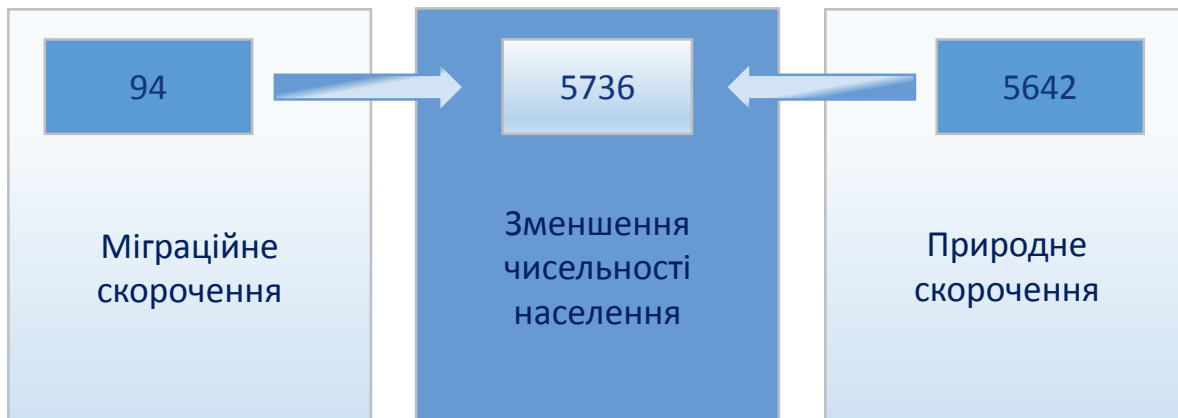 94
Міграційне
скорочення
5736
Зменшення
чисельності
населення
5642
Природне
скорочення